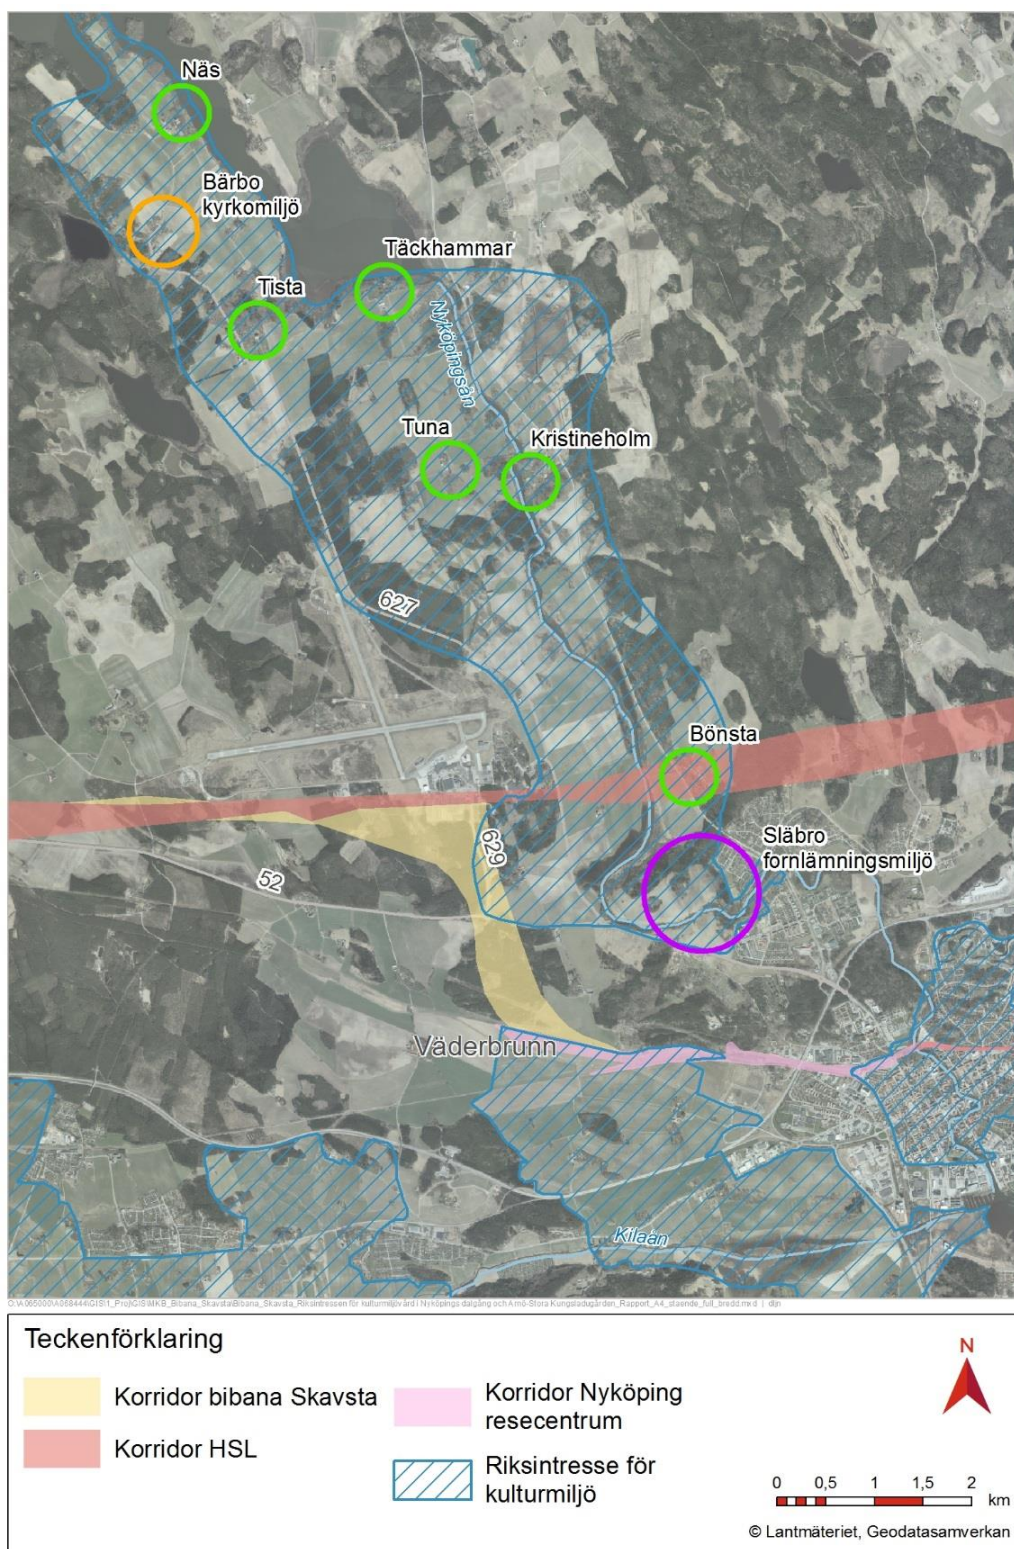 Näs
Bärbo
kyrkomiljö
Täckhammar
Tista
Nyköpingsån
Tuna
Kristineholm
627
Bönsta
Släbro
fornlämningsmiljö
629
52
Väderbrunn
Kilaån
Teckenförklaring
Korridor bibana Skavsta
Korridor HSL
Korridor Nyköping
resecentrum
Riksintresse för
kulturmiljö
N
0 0,5 1 1,5 2
km
© Lantmäteriet, Geodatasamverkan